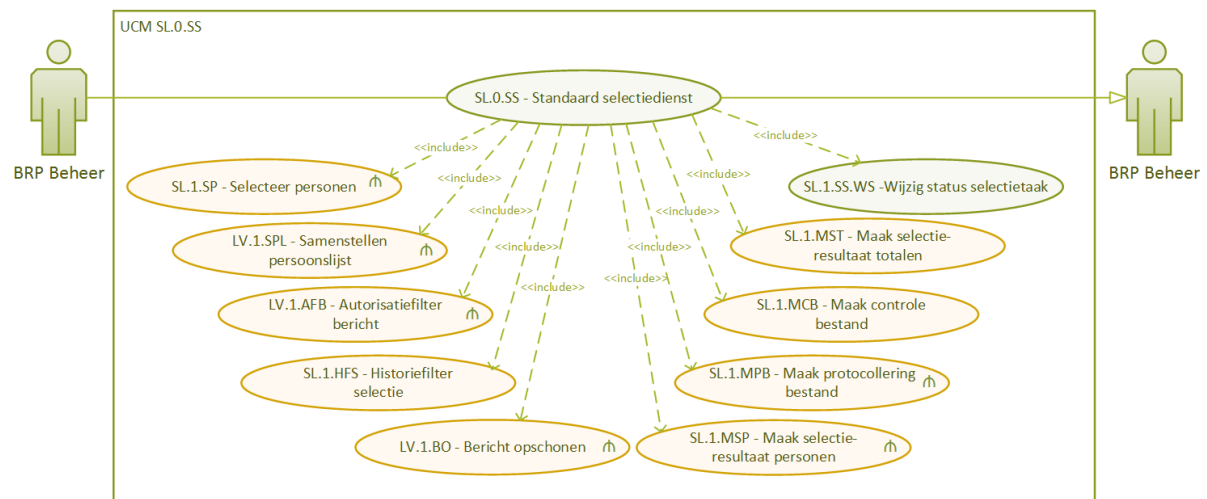 UCM SL.0.SS
BRP Beheer
SL.0.SS - Standaard selectiedienst
BRP Beheer
<<include>>
<<include>>
<<include>>
<<include>>
<<include>>
<<include>>
<<include>>
<<include>>
<<include>>
<<include>>
SL.1.SP - Selecteer personen
SL.1.SS.WS -Wijzig status selectietaak
LV.1.SPL - Samenstellen
persoonslijst
SL.1.MST - Maak selectie-
resultaat totalen
LV.1.AFB - Autorisatiefilter
bericht
SL.1.MCB - Maak controle
bestand
SL.1.HFS - Historiefilter
selectie
SL.1.MPB - Maak protocollering
bestand
LV.1.BO - Bericht opschonen
SL.1.MSP - Maak selectie-
resultaat personen